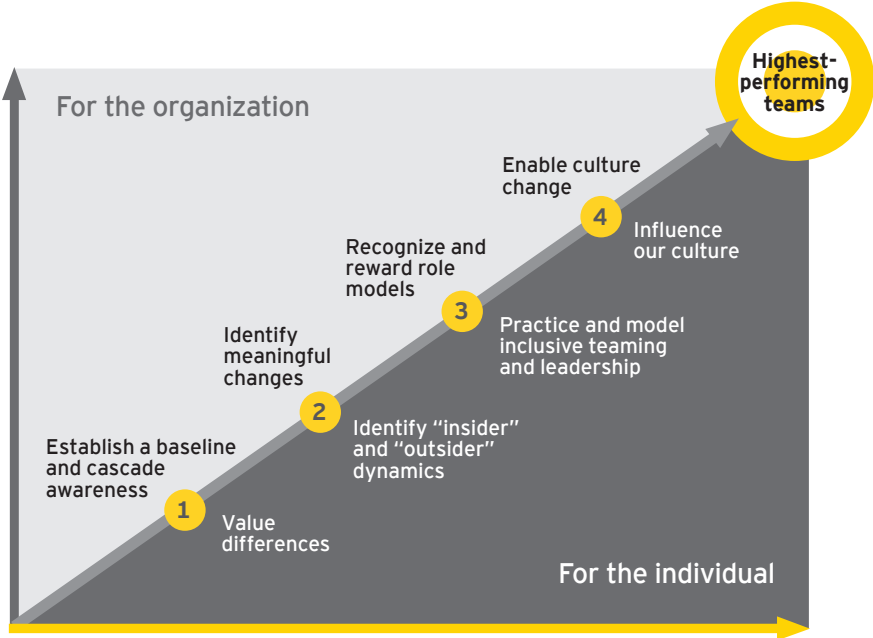 Highest-
performing
teams
For the organization
Enable culture
change
4
Influence
our culture
Recognize and
reward role
models
3
Practice and model
inclusive teaming
and leadership
Identify
meaningful
changes
2
Identify “insider”
and “outsider”
dynamics
Establish a baseline
and cascade
awareness
1
Value
differences
For the individual